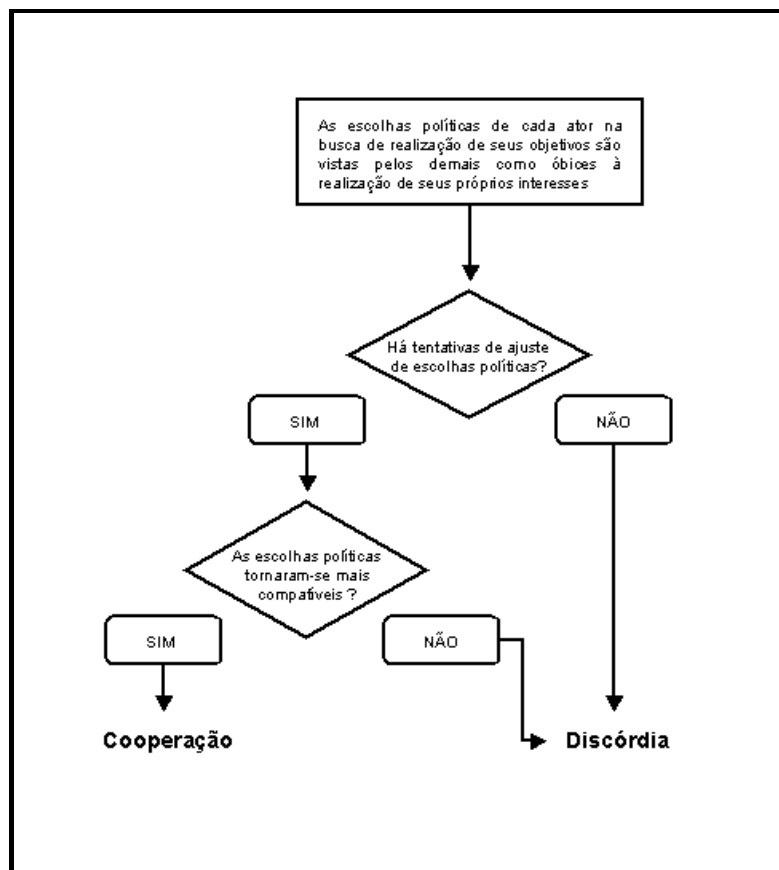 As escolhas políticas de cada ator na
busca de realização de seus objetivos são
vistas pelos demais como óbices à
realização de seus próprios interesses
Há tentativas de ajuste
de escolhas políticas?
SIM
NÃO
As escolhas políticas
tornaram-se mais
compatíveis ?
SIM
NÃO
Cooperação
Discórdia